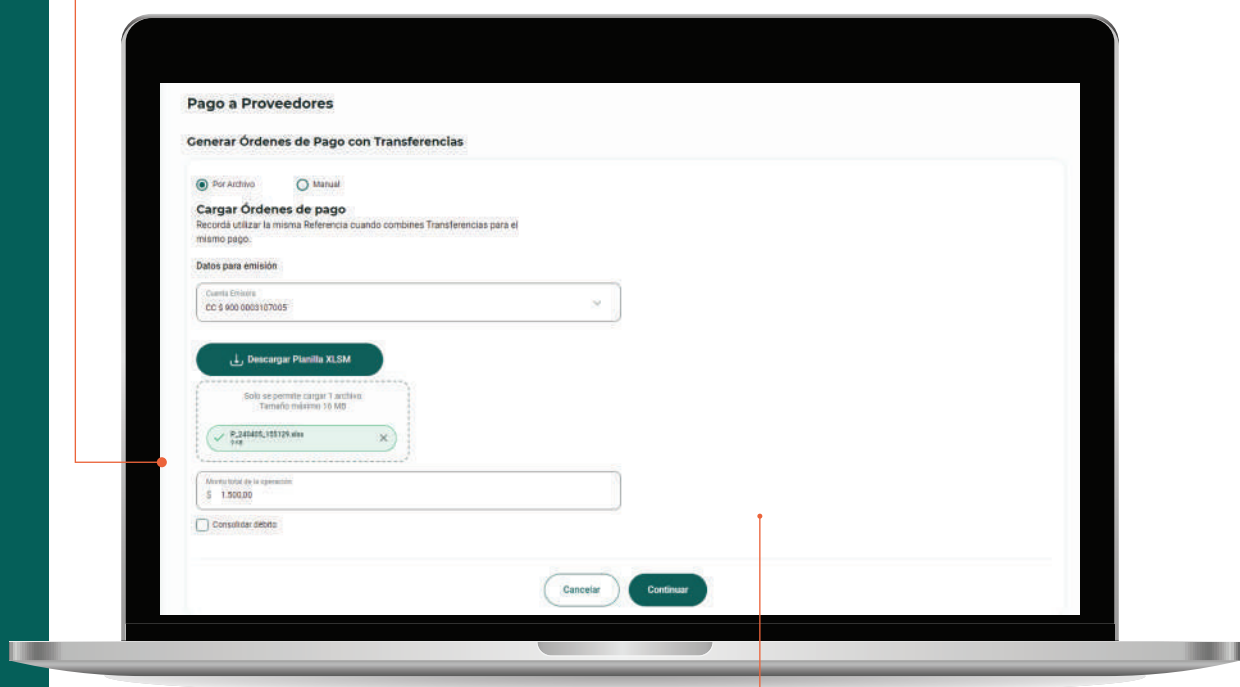 Pago a Proveedores
Generar Órdenes de Pago con Transferencias
Por Archivo
Manual
Cargar Órdenes de pago
Recordá utilizar la misma Referencia cuando combines Transferencias para el
mismo pago.
Datos para emisión
Cuenta Emisora
CC $ 900 0003107005
Descargar Planilla XLSM
Solo se permite cargar 1 archivo
Tamaño máximo 16 MB
P_240405_155129.xlsx
Monto total de la operación
$ 1.500,00
Consolidar débito
Cancelar
Continuar